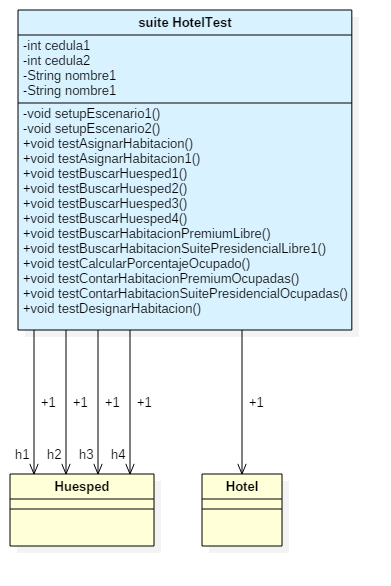 suite HotelTest
-int cedula1
-int cedula2
-String nombre1
-String nombre1
-void setupEscenario1()
-void setupEscenario2()
+void testAsignarHabitacion()
+void testAsignarHabitacion1()
+void testBuscarHuesped1()
+void testBuscarHuesped2()
+void testBuscarHuesped3()
+void testBuscarHuesped4()
+void testBuscarHabitacionPremiumLibre()
+void testBuscarHabitacionSuitePresidencialLibre1()
+void testCalcularPorcentajeOcupado()
+void testContarHabitacionPremiumOcupadas()
+void testContarHabitacionSuitePresidencialOcupadas()
+void testDesignarHabitacion()
+1 +1 +1 +1 +1
h1 h2 h3 h4
Huesped Hotel